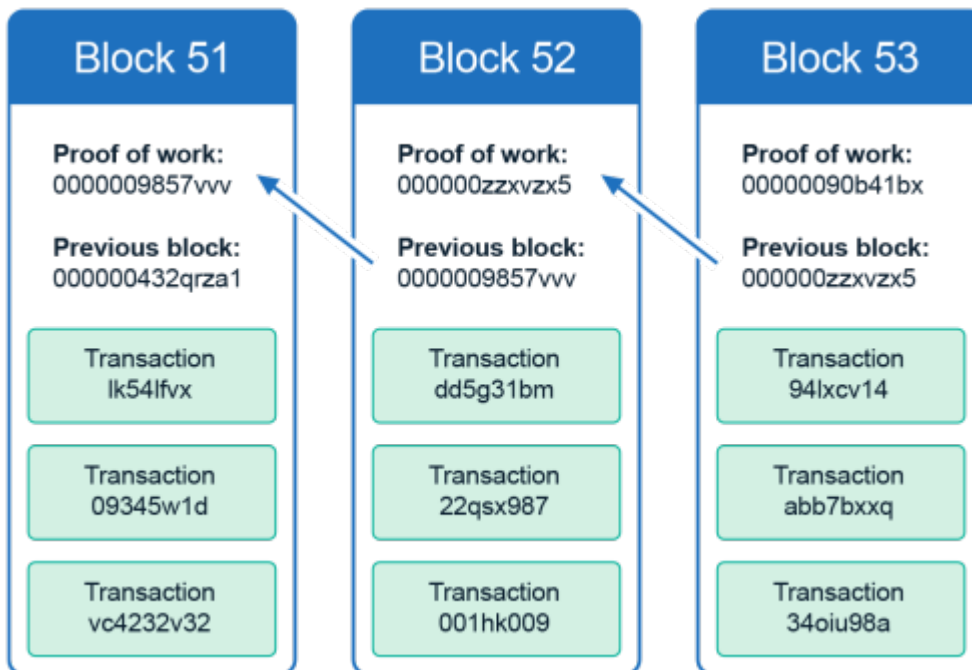 Block 51
Proof of work:
0000009857vvv
Previous block:
000000432qrza1
Transaction
lk54lfvx
Transaction
09345w1d
Transaction
vc4232v32
Block 52
Proof of work:
000000zzxvzx5
Previous block:
0000009857vvv
Transaction
dd5g31bm
Transaction
22qsx987
Transaction
001hk009
Block 53
Proof of work:
00000090b41bx
Previous block:
000000zzxvzx5
Transaction
94lxcv14
Transaction
abb7bxxq
Transaction
34oiu98a